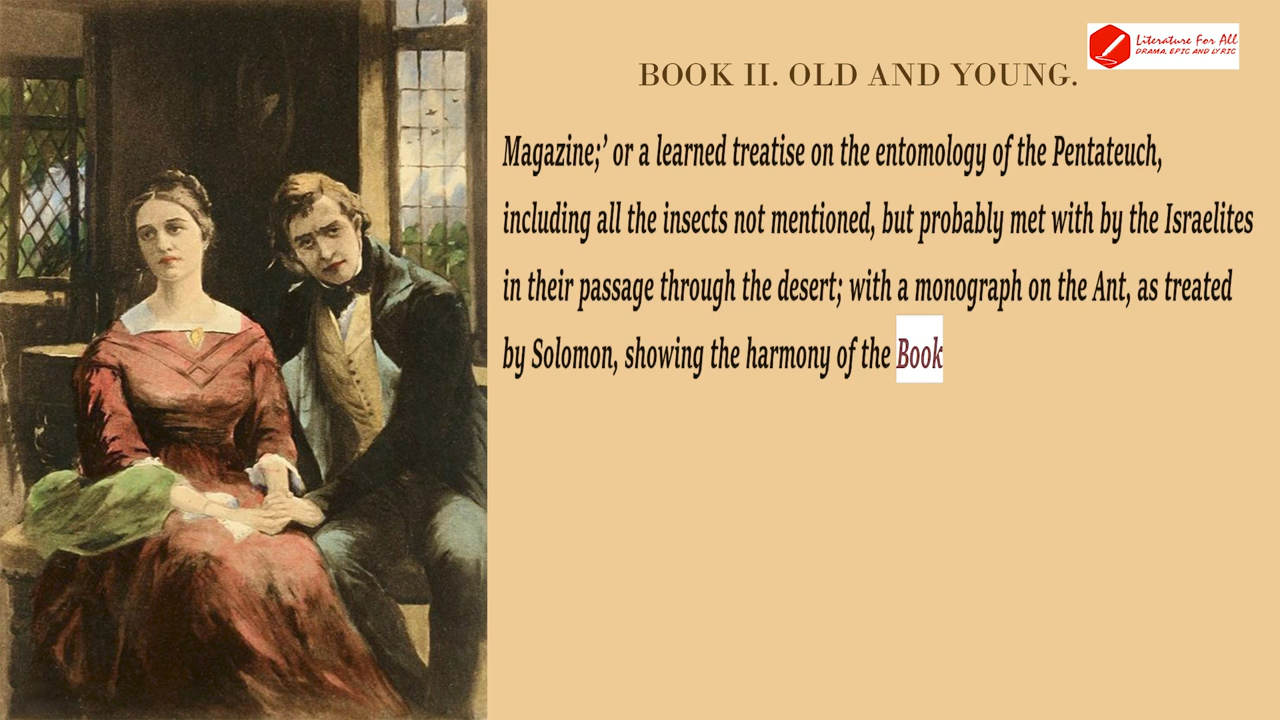 Literature For All
DRAMA, EPIC AND LYRIC
BOOK II. OLD AND YOUNG.
Magazine;’ or a learned treatise on the entomology of the Pentateuch,
including all the insects not mentioned, but probably met with by the Israelites
in their passage through the desert; with a monograph on the Ant, as treated
by Solomon, showing the harmony of the Book